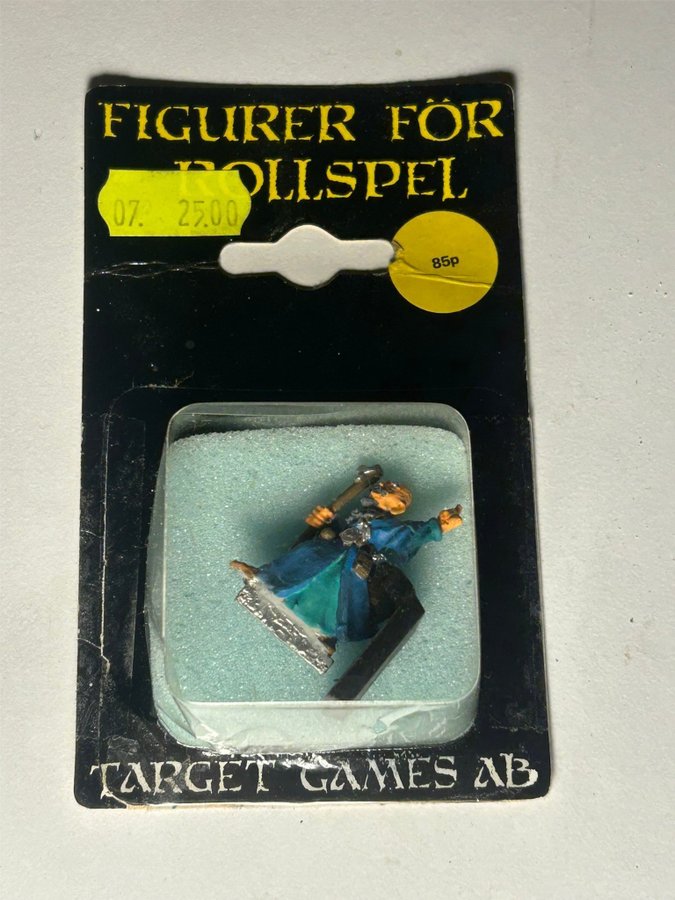 FIGURER FÖR
ROLLSPEL
07. 25.00
85p
TARGET GAMES AB